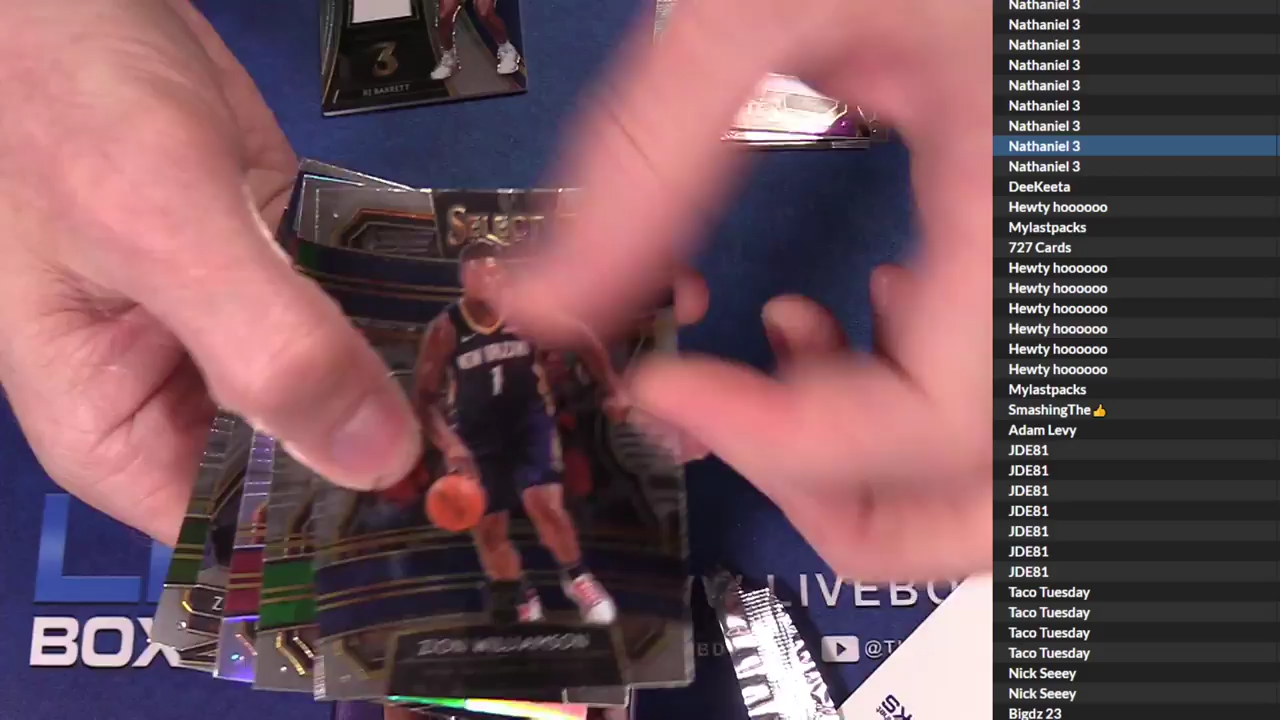 3
RJ BARRETT
SELECT
NEW ORLEANS
1
ZION WILLIAMSON
Z
BOX
LIVEBO
@T
Nathaniel 3
Nathaniel 3
Nathaniel 3
Nathaniel 3
Nathaniel 3
Nathaniel 3
Nathaniel 3
Nathaniel 3
Nathaniel 3
DeeKeeta
Hewty hoooooo
Mylastpacks
727 Cards
Hewty hoooooo
Hewty hoooooo
Hewty hoooooo
Hewty hoooooo
Hewty hoooooo
Hewty hoooooo
Mylastpacks
SmashingThe👍
Adam Levy
JDE81
JDE81
JDE81
JDE81
JDE81
JDE81
JDE81
Taco Tuesday
Taco Tuesday
Taco Tuesday
Taco Tuesday
Nick Seeey
Nick Seeey
Bigdz 23